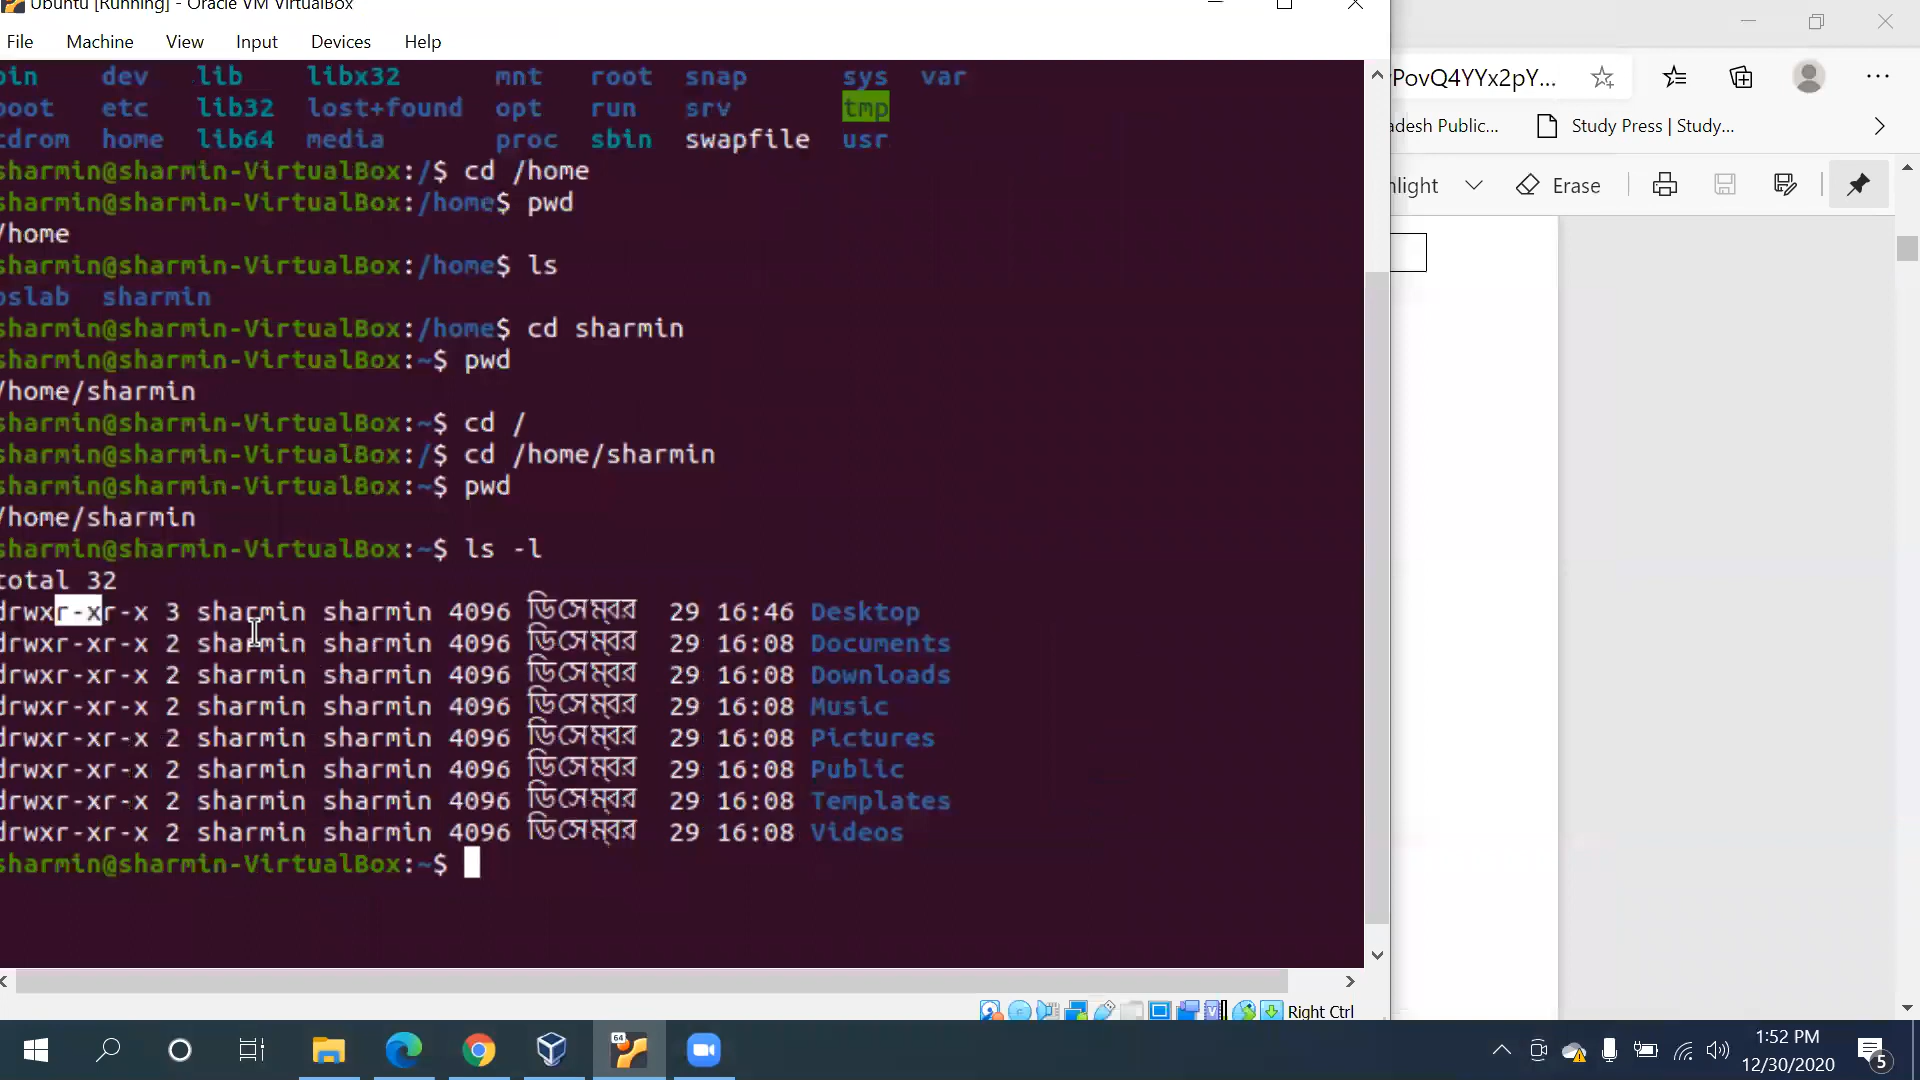 Ubuntu [Running] - Oracle VM VirtualBox
File Machine View Input Devices Help
bin dev lib libx32 mnt root snap sys var
boot etc lib32 lost+found opt run srv tmp
cdrom home lib64 media proc sbin swapfile usr
sharmin@sharmin-VirtualBox:/$ cd /home
sharmin@sharmin-VirtualBox:/home$ pwd
/home
sharmin@sharmin-VirtualBox:/home$ ls
oslab sharmin
sharmin@sharmin-VirtualBox:/home$ cd sharmin
sharmin@sharmin-VirtualBox:~$ pwd
/home/sharmin
sharmin@sharmin-VirtualBox:~$ cd /
sharmin@sharmin-VirtualBox:/$ cd /home/sharmin
sharmin@sharmin-VirtualBox:~$ pwd
/home/sharmin
sharmin@sharmin-VirtualBox:~$ ls -l
total 32
drwxr-xr-x 3 sharmin sharmin 4096 ডিসেম্বর 29 16:46 Desktop
drwxr-xr-x 2 sharmin sharmin 4096 ডিসেম্বর 29 16:08 Documents
drwxr-xr-x 2 sharmin sharmin 4096 ডিসেম্বর 29 16:08 Downloads
drwxr-xr-x 2 sharmin sharmin 4096 ডিসেম্বর 29 16:08 Music
drwxr-xr-x 2 sharmin sharmin 4096 ডিসেম্বর 29 16:08 Pictures
drwxr-xr-x 2 sharmin sharmin 4096 ডিসেম্বর 29 16:08 Public
drwxr-xr-x 2 sharmin sharmin 4096 ডিসেম্বর 29 16:08 Templates
drwxr-xr-x 2 sharmin sharmin 4096 ডিসেম্বর 29 16:08 Videos
sharmin@sharmin-VirtualBox:~$
Right Ctrl
PovQ4YYx2pY...
adesh Public... Study Press | Study...
hlight Erase
64
1:52 PM
12/30/2020
5